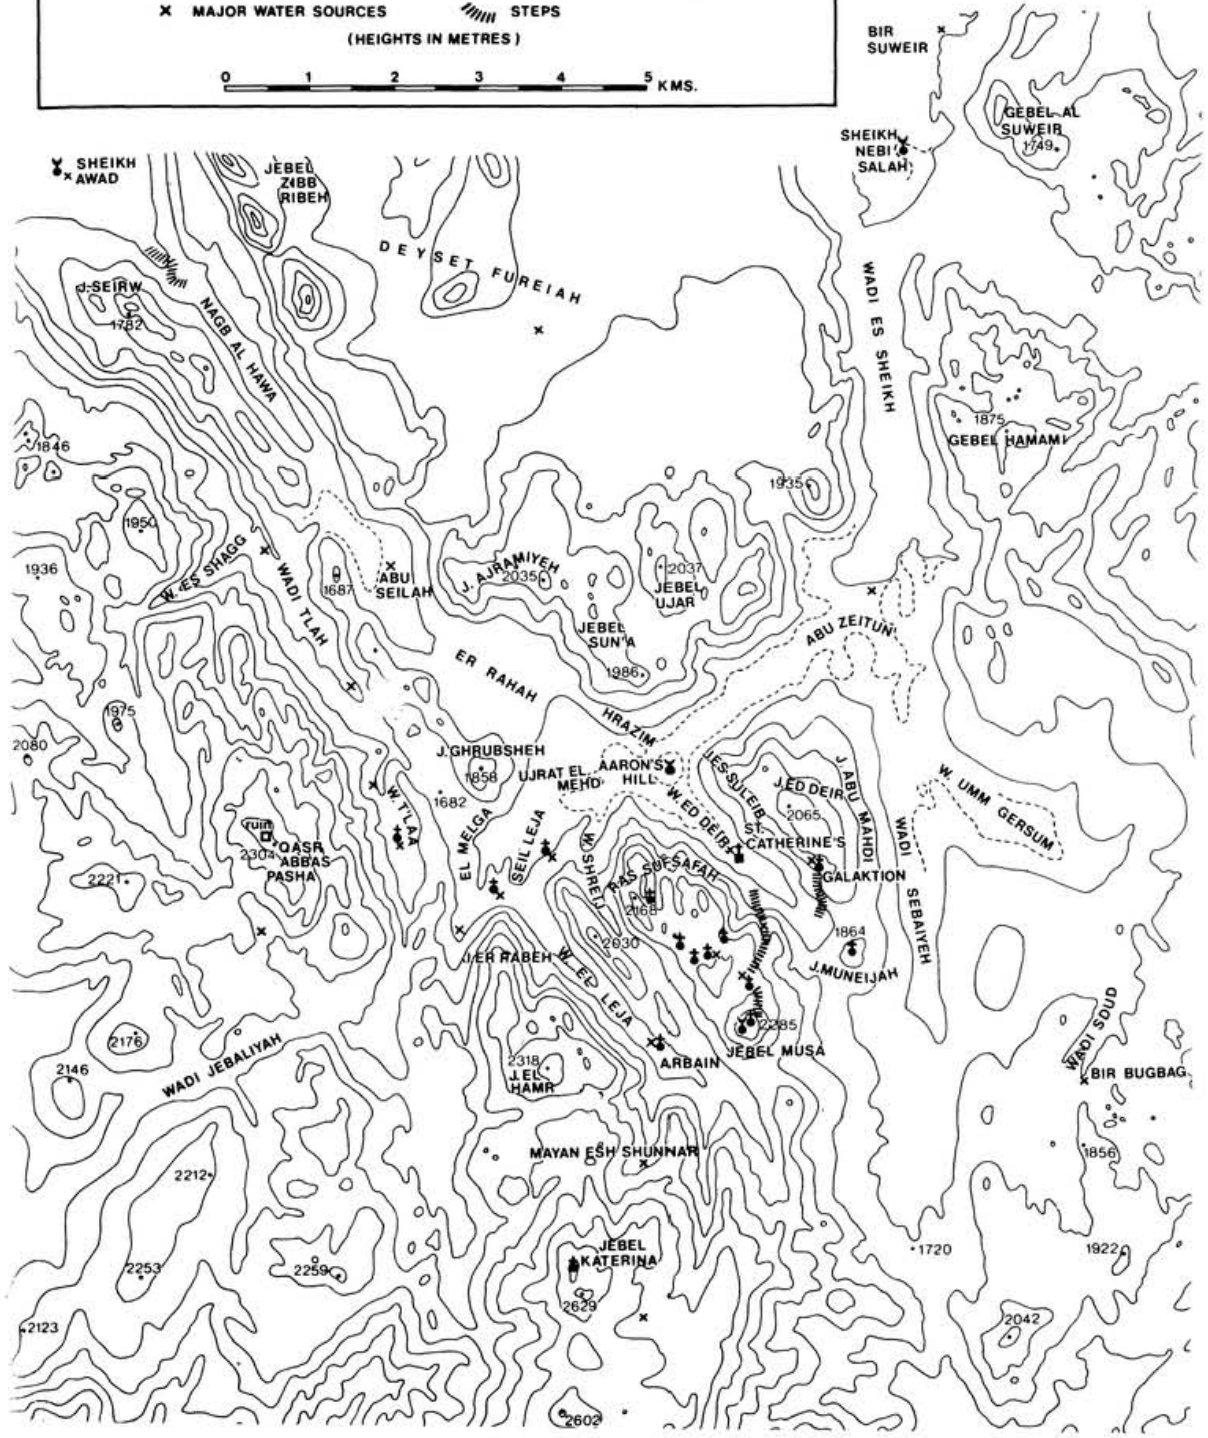 x MAJOR WATER SOURCES STEPS
(HEIGHTS IN METRES)
0 1 2 3 4 5 KMS.
BIR
SUWEIR
GEBEL AL
SUWEIR
1749
SHEIKH
NEBI
SALAH
SHEIKH
AWAD
JEBEL
ZIBB
RIBEH
DEYSET FUREIAH
J. SEIRW
1782
NAGB AL HAWA
WADI ES SHEIKH
1875
GEBEL HAMAMI
1846
1935
1950
W. ES SHAGG
1936
WADI TLAH
1687
ABU
SEILAH
J. AJRAMIYEH
2035
2037
JEBEL
UJAR
JEBEL
SUN'A
1986
ABU ZEITUN
ER RAHAH
HRAZIM
1975
2080
J. GHRUBSHEH
1858
1682
UJRAT EL
MEHD
AARON'S
HILL
J. ES SULEIB
J. ED DEIR
2065
J. ABU MAHDI
W. UMM GERSUM
W. T'LAA
EL MELGA
SEIL LEJA
W. SHREIJ
W. ED DEIR
ST.
CATHERINE'S
GALAKTION
WADI SEBAIYEH
ruin
2304
QASR
ABBAS
PASHA
2221
RAS SUFSAFAH
2168
2030
1864
J. MUNEIJAH
J. ER RABEH
W. EL LEJA
2285
JEBEL MUSA
WADI SDUD
BIR BUGBAG
2176
2146
WADI JEBALIYAH
2318
J. EL
HAMR
ARBAIN
MAYAN ESH SHUNNAR
1856
2212
2253
2259
JEBEL
KATERINA
2629
1720
1922
2123
2042
2602